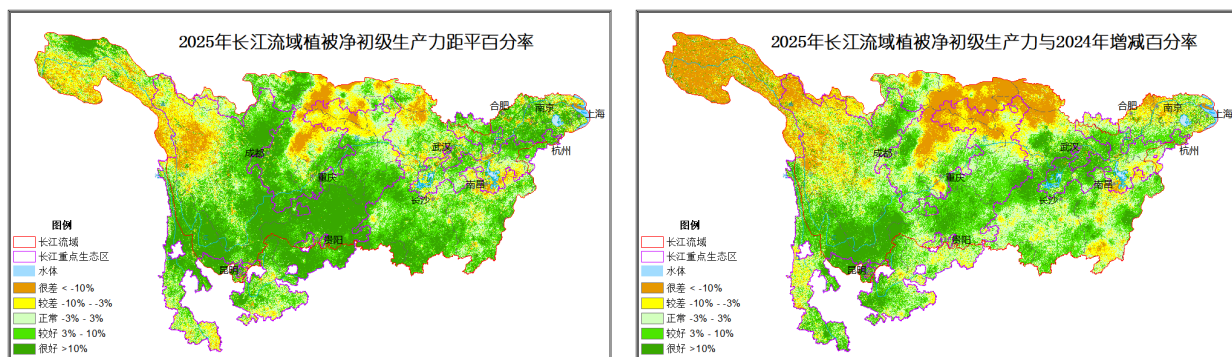 2025年长江流域植被净初级生产力距平百分率
合肥
南京
上海
杭州
武汉
成都
重庆
南昌
长沙
贵阳
昆明
图例
长江流域
长江重点生态区
水体
很差 < -10%
较差 -10% - -3%
正常 -3% - 3%
较好 3% - 10%
很好 >10%
2025年长江流域植被净初级生产力与2024年增减百分率
合肥
南京
上海
杭州
武汉
成都
重庆
南昌
长沙
贵阳
昆明
图例
长江流域
长江重点生态区
水体
很差 < -10%
较差 -10% - -3%
正常 -3% - 3%
较好 3% - 10%
很好 >10%